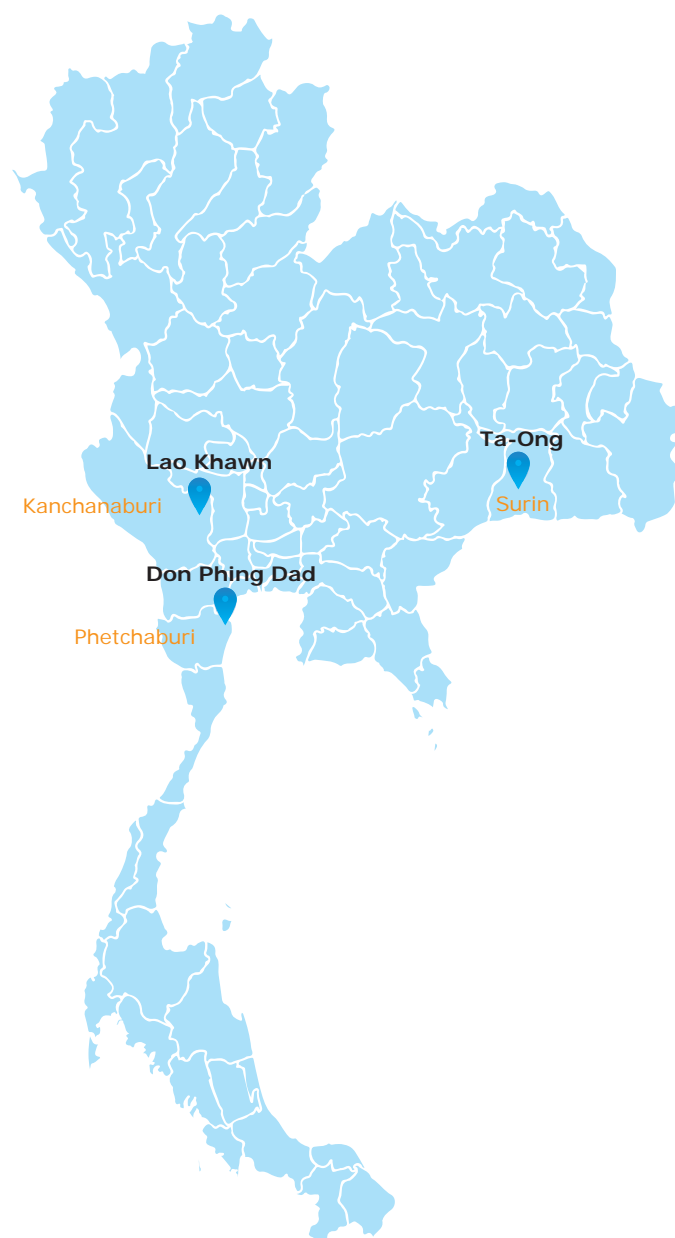 Ta-Ong
Surin
Lao Khawn
Kanchanaburi
Don Phing Dad
Phetchaburi